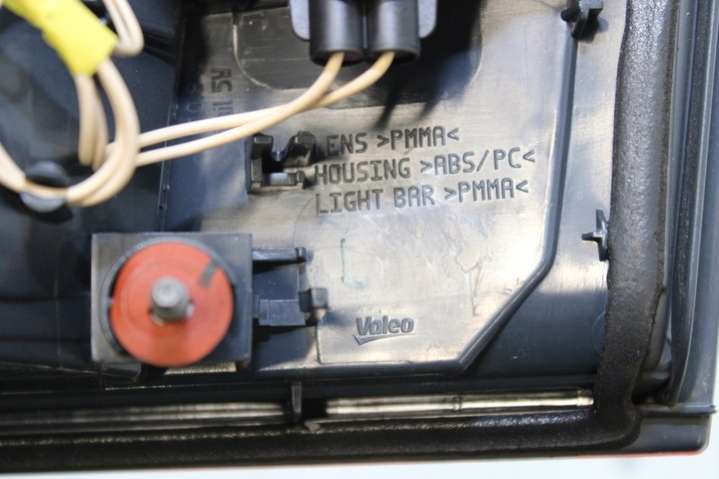 LENS >PMMA<
HOUSING >ABS/PC<
LIGHT BAR >PMMA<
Valeo